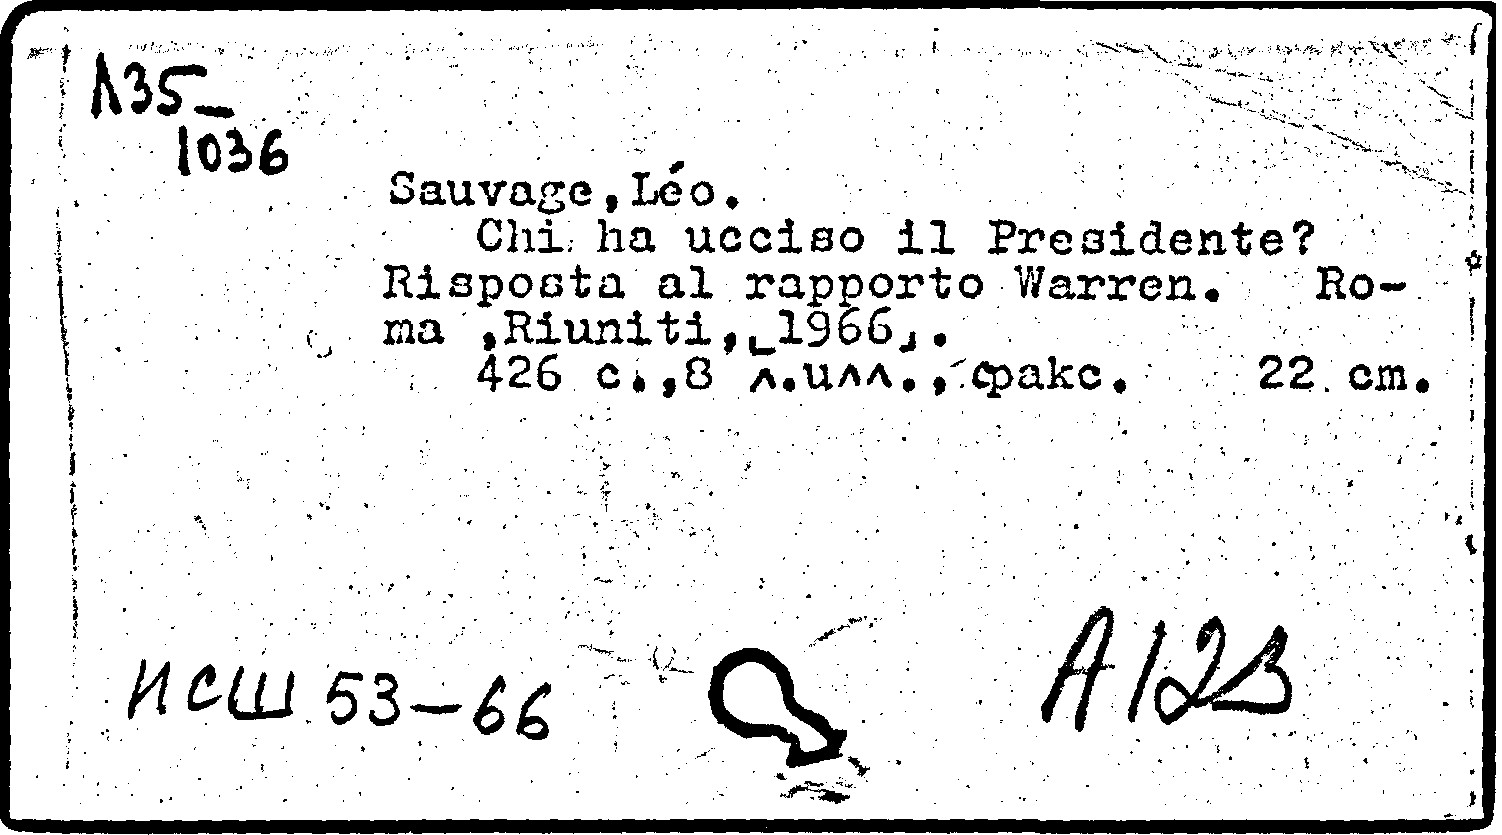 Л35-
1036
Sauvage,Léo.
Chi ha ucciso il Presidente?
Risposta al rapporto Warren. Ro-
ma ,Riuniti,[1966].
426 с.,8 л.илл.,факс. 22 cm.
ИСШ 53-66
А123